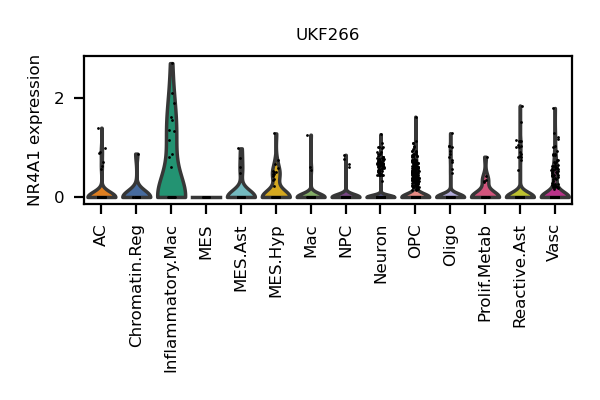 UKF266
NR4A1 expression
2
0
AC
Chromatin.Reg
Inflammatory.Mac
MES
MES.Ast
MES.Hyp
Mac
NPC
Neuron
OPC
Oligo
Prolif.Metab
Reactive.Ast
Vasc